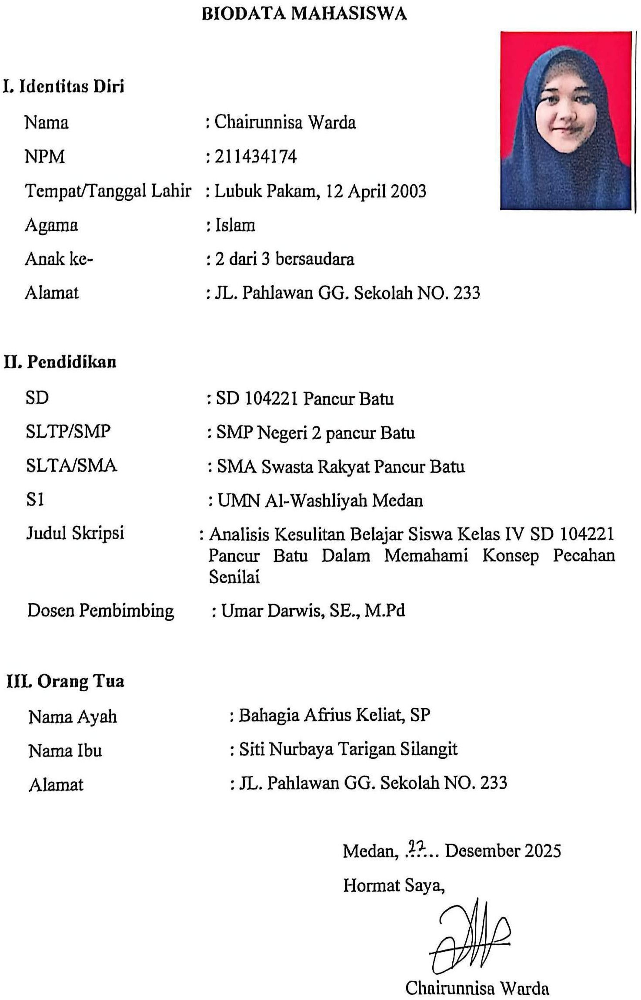 BIODATA MAHASISWA
I. Identitas Diri
Nama : Chairunnisa Warda
NPM : 211434174
Tempat/Tanggal Lahir : Lubuk Pakam, 12 April 2003
Agama : Islam
Anak ke- : 2 dari 3 bersaudara
Alamat : JL. Pahlawan GG. Sekolah NO. 233
II. Pendidikan
SD : SD 104221 Pancur Batu
SLTP/SMP : SMP Negeri 2 pancur Batu
SLTA/SMA : SMA Swasta Rakyat Pancur Batu
S1 : UMN Al-Washliyah Medan
Judul Skripsi : Analisis Kesulitan Belajar Siswa Kelas IV SD 104221
Pancur Batu Dalam Memahami Konsep Pecahan
Senilai
Dosen Pembimbing : Umar Darwis, SE., M.Pd
III. Orang Tua
Nama Ayah : Bahagia Afrius Keliat, SP
Nama Ibu : Siti Nurbaya Tarigan Silangit
Alamat : JL. Pahlawan GG. Sekolah NO. 233
Medan, 22 Desember 2025
Hormat Saya,
Chairunnisa Warda